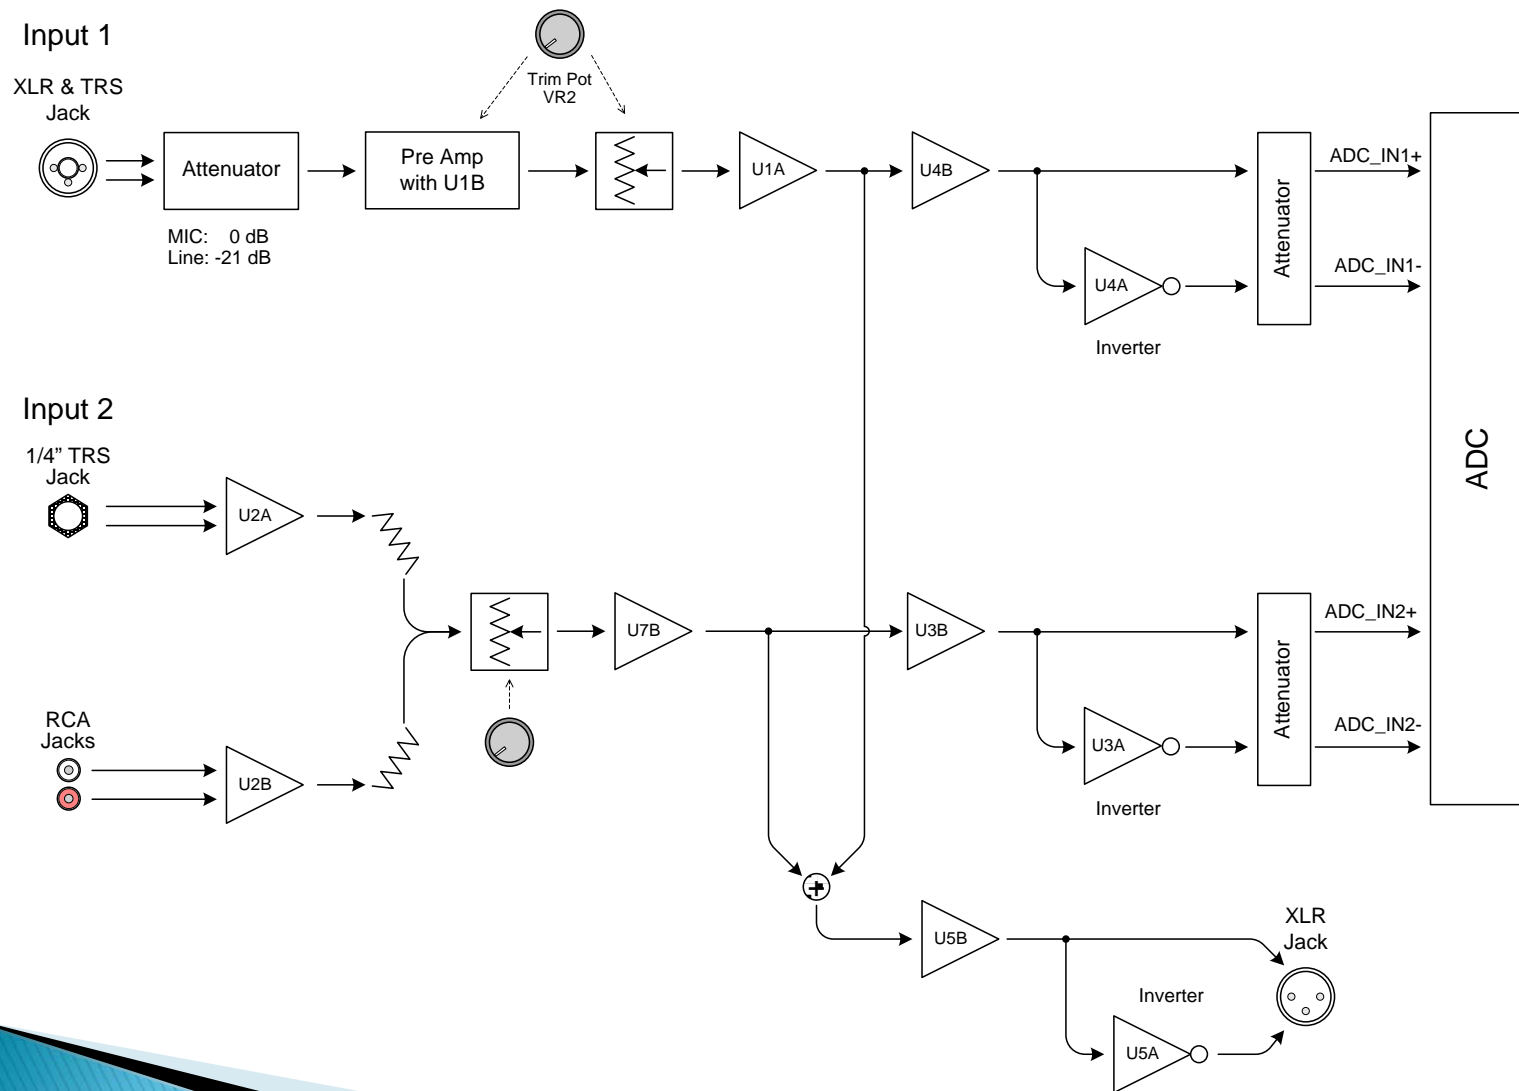 Input 1
XLR & TRS
Jack
Trim Pot
VR2
Attenuator
MIC: 0 dB
Line: -21 dB
Pre Amp
with U1B
U1A
U4B
U4A
Inverter
Attenuator
ADC_IN1+
ADC_IN1-
ADC
Input 2
1/4” TRS
Jack
U2A
RCA
Jacks
U2B
U7B
U3B
U3A
Inverter
Attenuator
ADC_IN2+
ADC_IN2-
+
U5B
Inverter
U5A
XLR
Jack